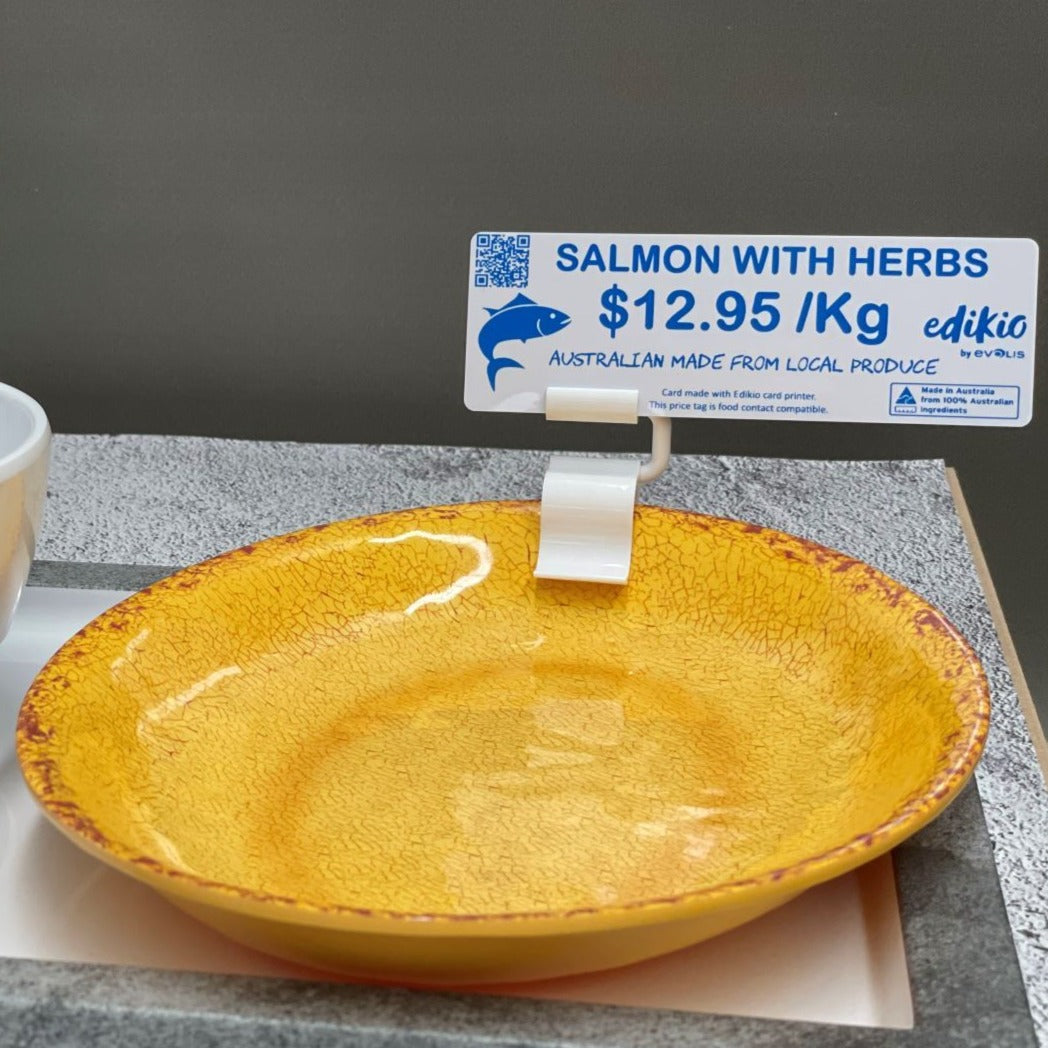 SALMON WITH HERBS
$12.95 /Kg
edikio
by evolis
AUSTRALIAN MADE FROM LOCAL PRODUCE
Card made with Edikio card printer.
This price tag is food contact compatible.
Made in Australia
from 100% Australian
ingredients